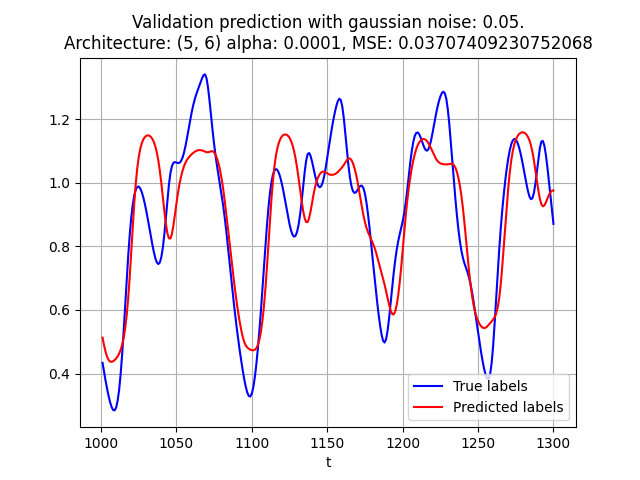 Validation prediction with gaussian noise: 0.05.
Architecture: (5, 6) alpha: 0.0001, MSE: 0.03707409230752068
1.2
1.0
0.8
0.6
0.4
True labels
Predicted labels
1000 1050 1100 1150 1200 1250 1300
t